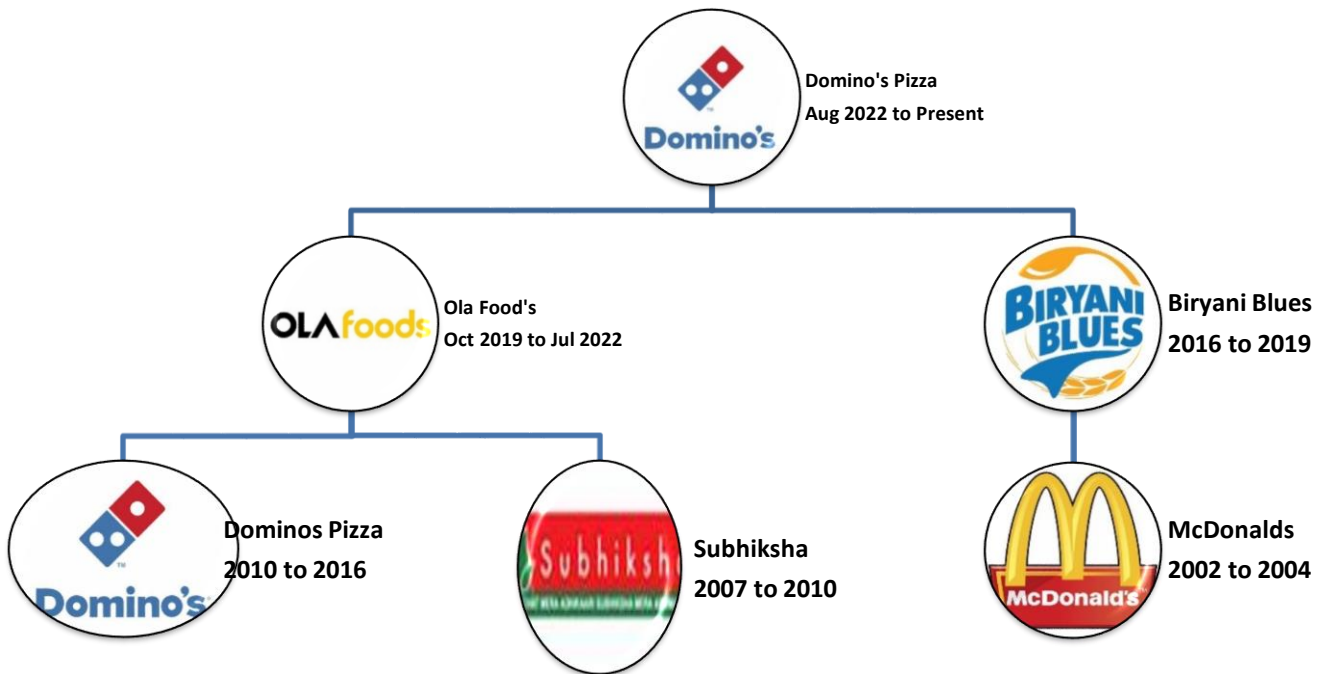 Domino's
Domino's Pizza
Aug 2022 to Present
OLA foods
Ola Food's
Oct 2019 to Jul 2022
BIRYANI
BLUES
Biryani Blues
2016 to 2019
Domino's
Dominos Pizza
2010 to 2016
Subhiksh
Subhiksha
2007 to 2010
McDonald's
McDonalds
2002 to 2004